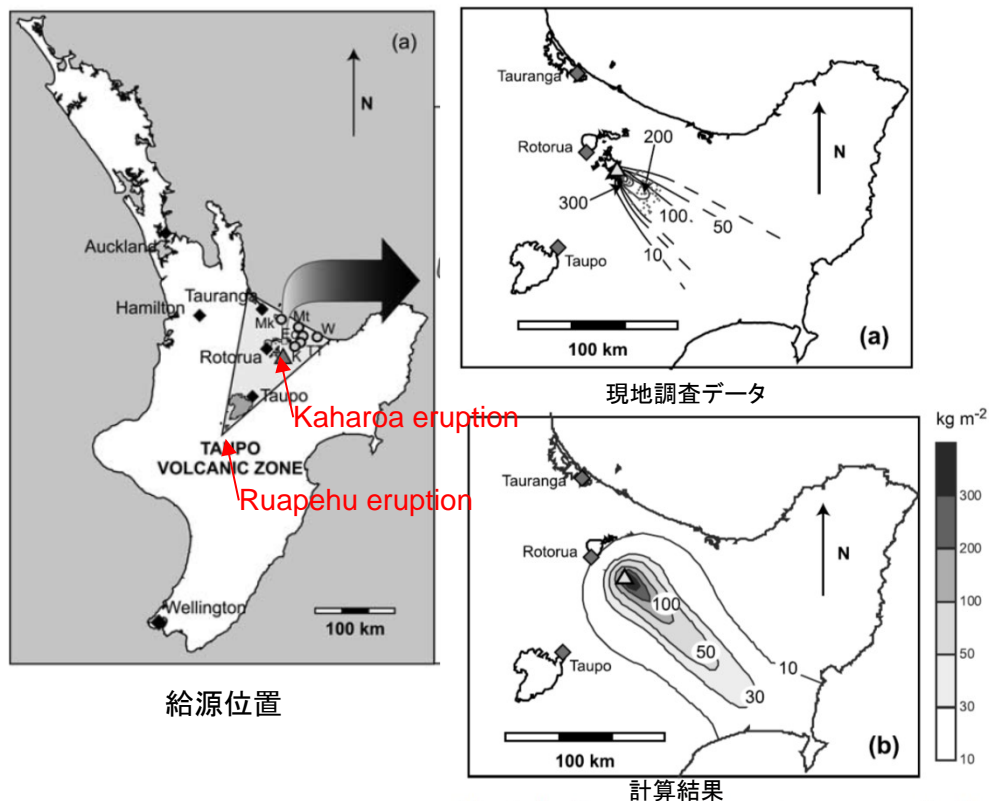 (a)
N
Auckland
Hamilton
Tauranga
Mk
Mt
W
Rotorua
K
Taupo
Kaharoa eruption
TAUPO
VOLCANIC ZONE
Ruapehu eruption
Wellington
100 km
給源位置
Tauranga
Rotorua
200
N
300
100
50
10
Taupo
100 km
(a)
現地調査データ
kg m-2
Tauranga
Rotorua
N
300
200
100
100
50
10
50
Taupo
30
30
100 km
(b)
10
計算結果